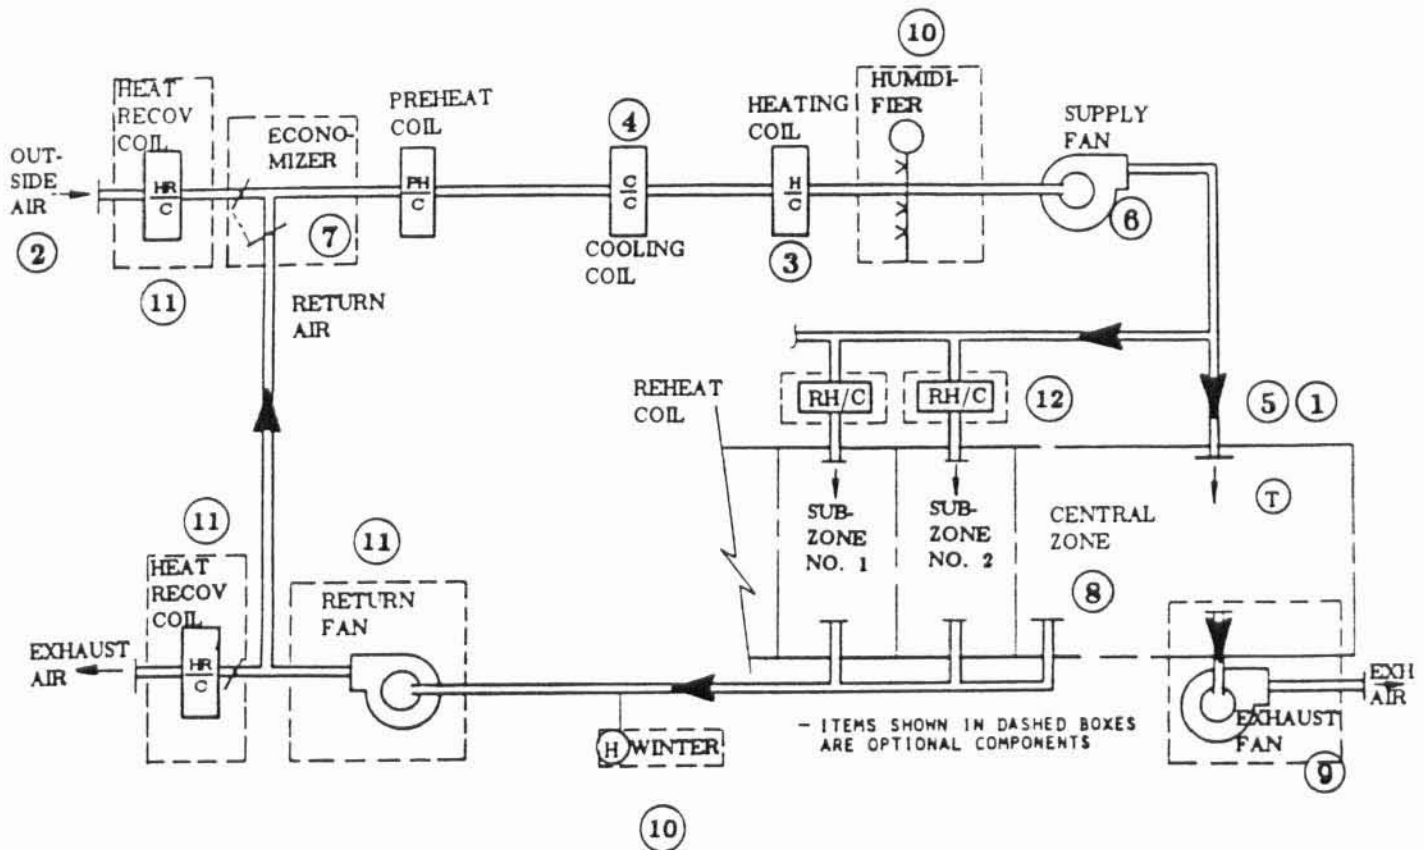 10
HEAT
RECOV
COIL
HR
C
11
OUT-
SIDE
AIR
2
ECONO-
MIZER
7
PREHEAT
COIL
PH
C
4
C
C
COOLING
COIL
HEATING
COIL
H
C
3
HUMIDI-
FIER
SUPPLY
FAN
6
RETURN
AIR
REHEAT
COIL
RH/C
RH/C
12
5 1
SUB-
ZONE
NO. 1
SUB-
ZONE
NO. 2
CENTRAL
ZONE
T
8
11
HEAT
RECOV
COIL
HR
C
EXHAUST
AIR
11
RETURN
FAN
H WINTER
10
- ITEMS SHOWN IN DASHED BOXES
ARE OPTIONAL COMPONENTS
EXHAUST
FAN
9
EXH
AIR